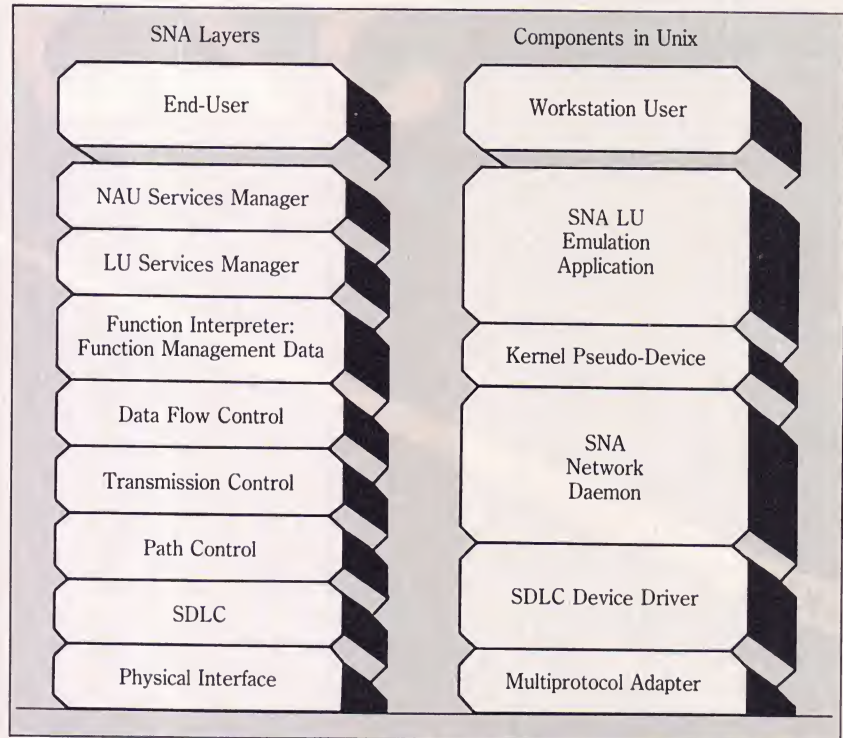 SNA Layers
End-User
NAU Services Manager
LU Services Manager
Function Interpreter:
Function Management Data
Data Flow Control
Transmission Control
Path Control
SDLC
Physical Interface
Components in Unix
Workstation User
SNA LU
Emulation
Application
Kernel Pseudo-Device
SNA
Network
Daemon
SDLC Device Driver
Multiprotocol Adapter